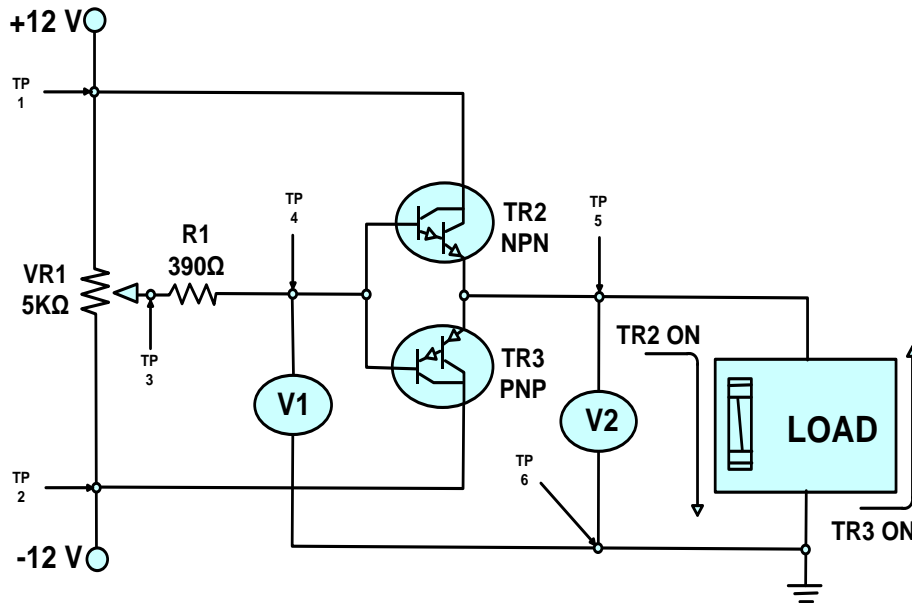 +12 V
TP
1
TP
4
TR2
NPN
TP
5
R1
390Ω
VR1
5KΩ
TP
3
TR2 ON
TR3
PNP
V1
V2
LOAD
TP
2
TP
6
TR3 ON
-12 V